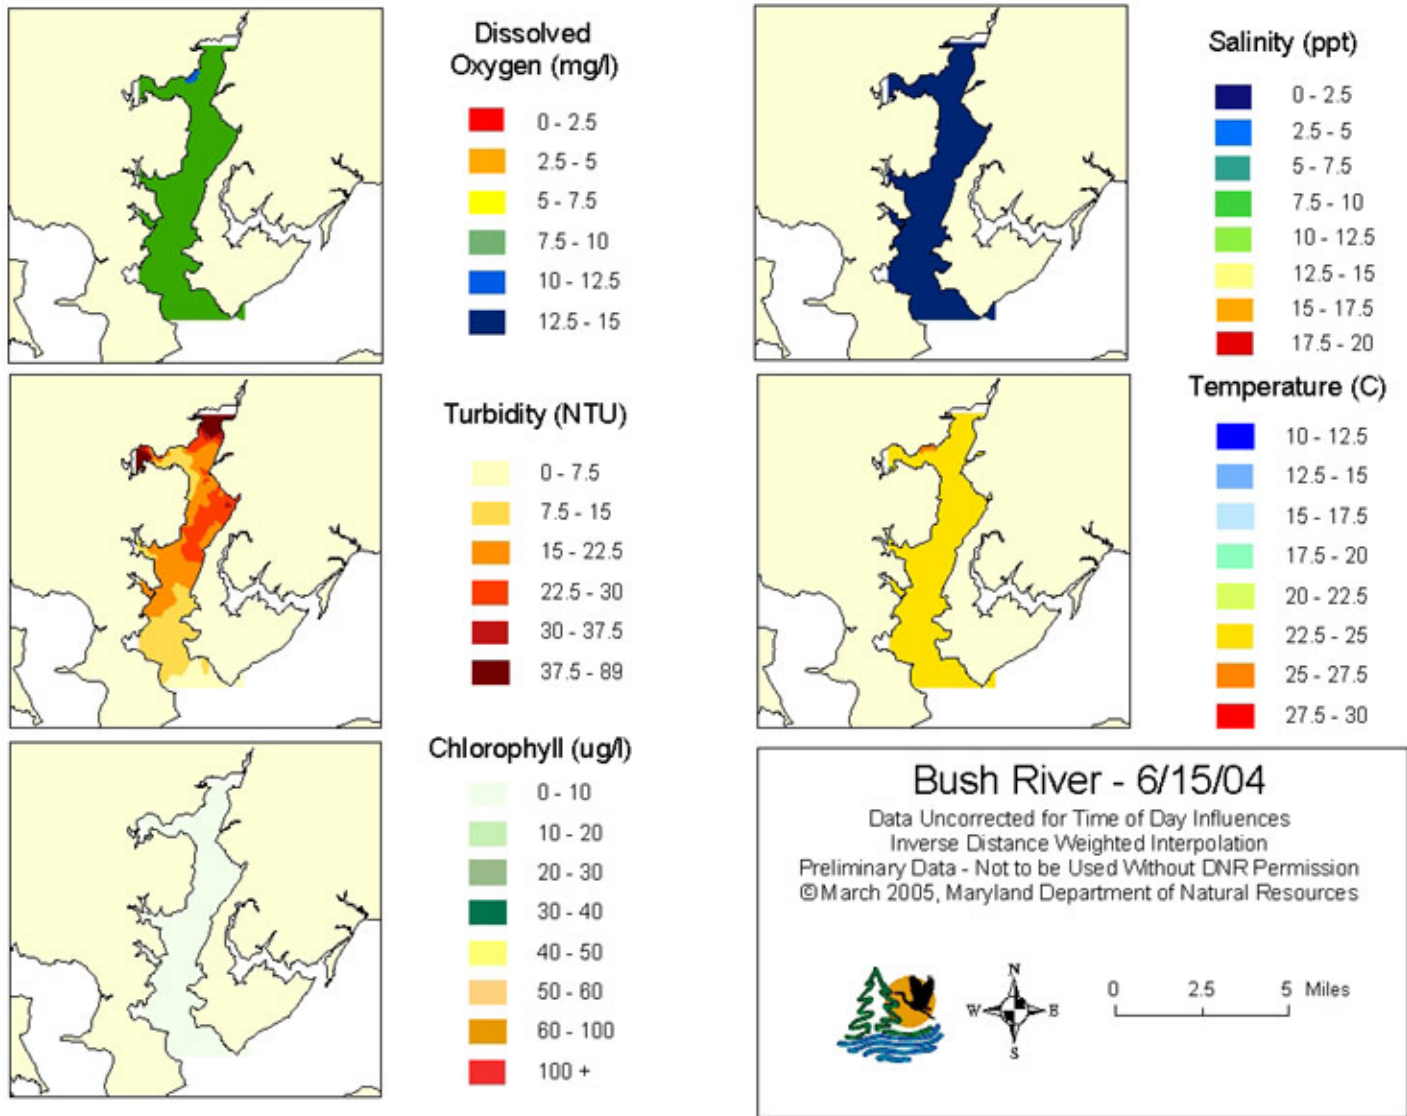 Dissolved
Oxygen (mg/l)
0 - 2.5
2.5 - 5
5 - 7.5
7.5 - 10
10 - 12.5
12.5 - 15
Salinity (ppt)
0 - 2.5
2.5 - 5
5 - 7.5
7.5 - 10
10 - 12.5
12.5 - 15
15 - 17.5
17.5 - 20
Turbidity (NTU)
0 - 7.5
7.5 - 15
15 - 22.5
22.5 - 30
30 - 37.5
37.5 - 89
Temperature (C)
10 - 12.5
12.5 - 15
15 - 17.5
17.5 - 20
20 - 22.5
22.5 - 25
25 - 27.5
27.5 - 30
Chlorophyll (ug/l)
0 - 10
10 - 20
20 - 30
30 - 40
40 - 50
50 - 60
60 - 100
100 +
Bush River - 6/15/04
Data Uncorrected for Time of Day Influences
Inverse Distance Weighted Interpolation
Preliminary Data - Not to be Used Without DNR Permission
©March 2005, Maryland Department of Natural Resources
N
W E
S
0 2.5 5 Miles